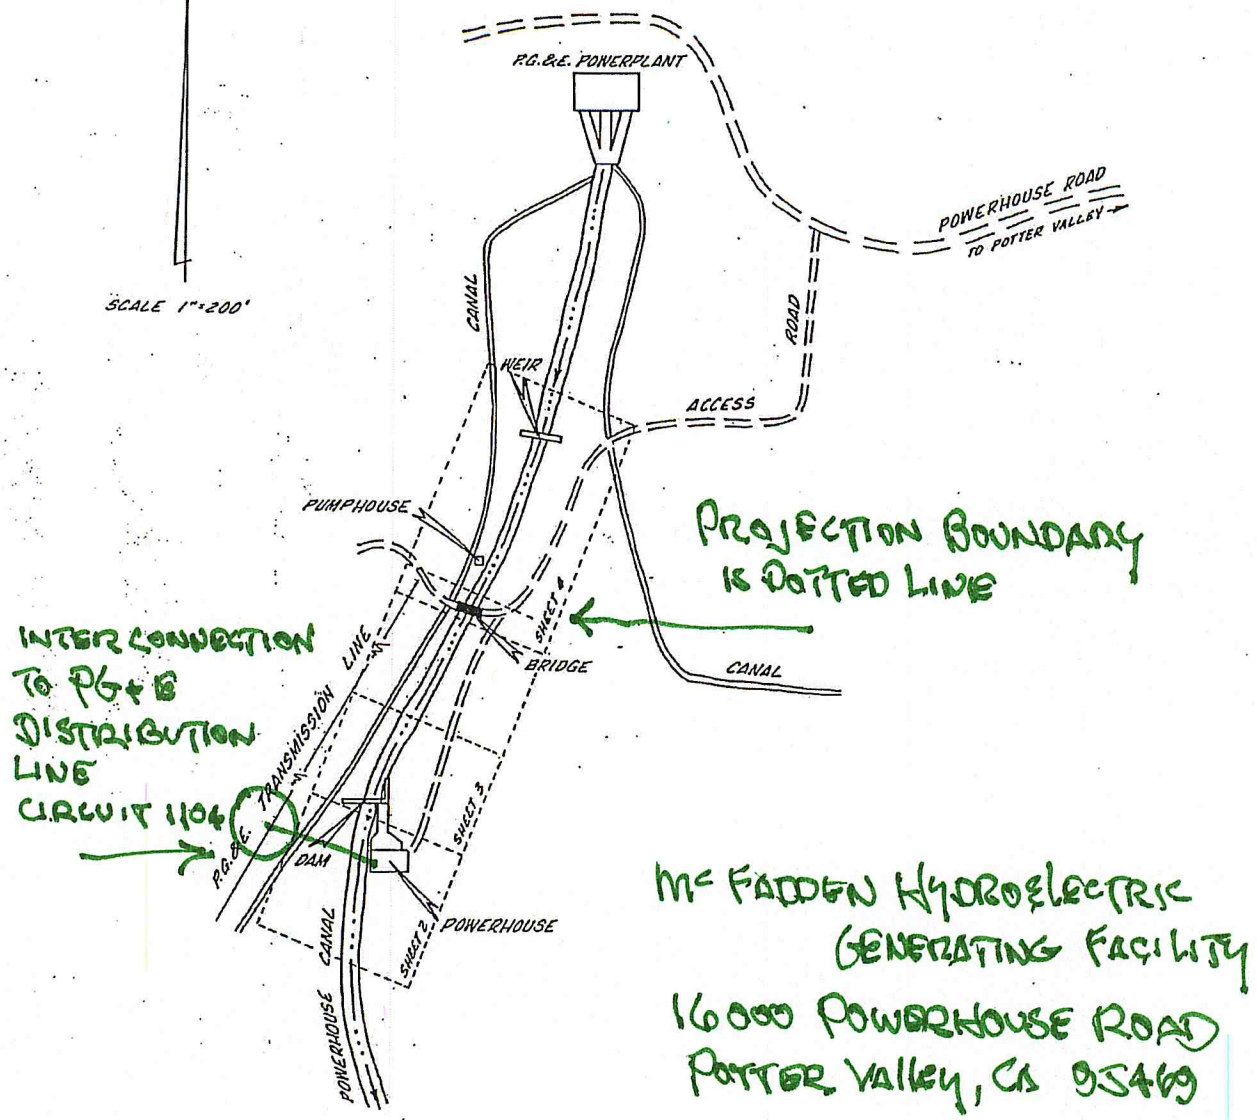 P.G.&E. POWERPLANT
POWERHOUSE ROAD
TO POTTER VALLEY
SCALE 1"=200'
CANAL
ROAD
WEIR
ACCESS
PUMPHOUSE
PROJECTION BOUNDARY
IS DOTTED LINE
SHEET 4
BRIDGE
CANAL
INTERCONNECTION
TO PG+E
DISTRIBUTION
LINE
CIRCUIT 1104
P.G.&E. TRANSMISSION LINE
SHEET 3
DAM
POWERHOUSE
SHEET 2
POWERHOUSE CANAL
Mc FADDEN HYDROELECTRIC
GENERATING FACILITY
16000 POWERHOUSE ROAD
POTTER VALLEY, CA 95469